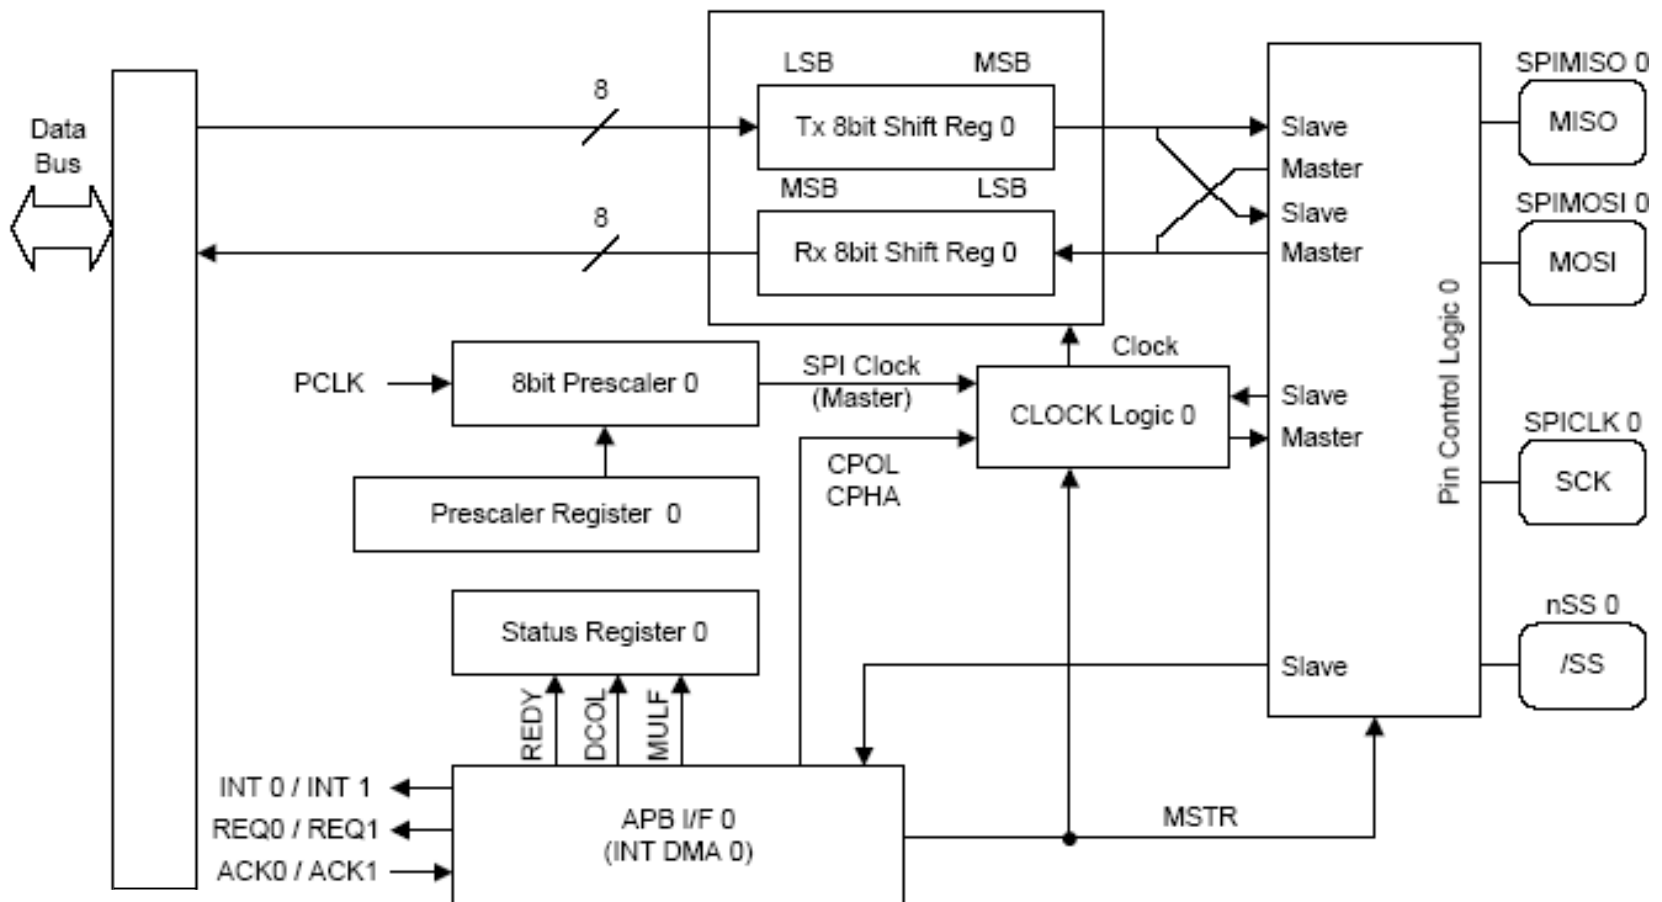 Data
Bus
8
8
LSB MSB
Tx 8bit Shift Reg 0
MSB LSB
Rx 8bit Shift Reg 0
Slave
Master
Slave
Master
SPIMISO 0
MISO
SPIMOSI 0
MOSI
PCLK
8bit Prescaler 0
SPI Clock
(Master)
Clock
CLOCK Logic 0
Slave
Master
Pin Control Logic 0
SPICLK 0
SCK
CPOL
CPHA
Prescaler Register 0
Status Register 0
nSS 0
/SS
Slave
REDY
DCOL
MULF
INT 0 / INT 1
REQ0 / REQ1
ACK0 / ACK1
APB I/F 0
(INT DMA 0)
MSTR